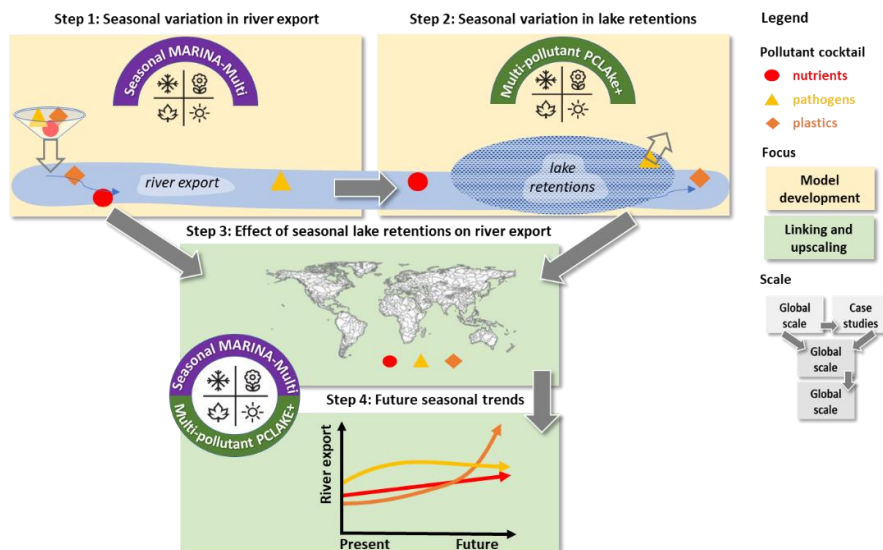 Step 1: Seasonal variation in river export
Step 2: Seasonal variation in lake retentions
Seasonal MARINA-Multi
Multi-pollutant PCLAke+
river export
lake
retentions
Step 3: Effect of seasonal lake retentions on river export
Seasonal MARINA-Multi
Multi-pollutant PCLAKE+
Step 4: Future seasonal trends
River export
Present
Future
Legend
Pollutant cocktail
nutrients
pathogens
plastics
Focus
Model
development
Linking and
upscaling
Scale
Global
scale
Case
studies
Global
scale
Global
scale